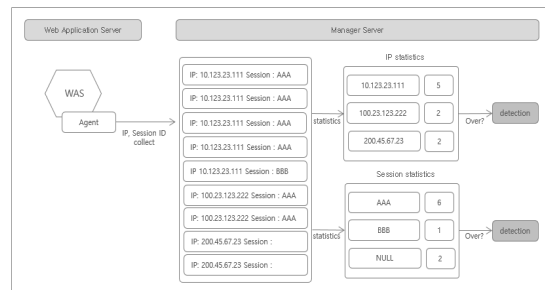 Web Application Server
Manager Server
WAS
Agent
IP, Session ID
collect
IP: 10.123.23.111 Session : AAA
IP: 10.123.23.111 Session : AAA
IP: 10.123.23.111 Session : AAA
IP: 10.123.23.111 Session : AAA
IP 10.123.23.111 Session : BBB
IP: 100.23.123.222 Session : AAA
IP: 100.23.123.222 Session : AAA
IP: 200.45.67.23 Session :
IP: 200.45.67.23 Session :
statistics
IP statistics
10.123.23.111 5
100.23.123.222 2
200.45.67.23 2
Over?
detection
statistics
Session statistics
AAA 6
BBB 1
NULL 2
Over?
detection